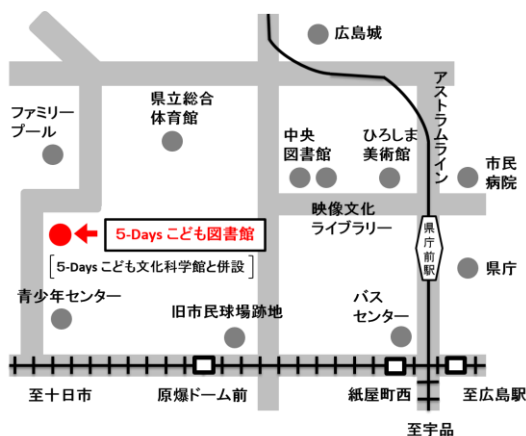 広島城
アストラムライン
ファミリー
プール
県立総合
体育館
中央
図書館
ひろしま
美術館
市民
病院
映像文化
ライブラリー
5-Days こども図書館
[5-Days こども文化科学館と併設]
県庁前駅
県庁
青少年センター
旧市民球場跡地
バス
センター
至十日市
原爆ドーム前
紙屋町西
至広島駅
至宇品